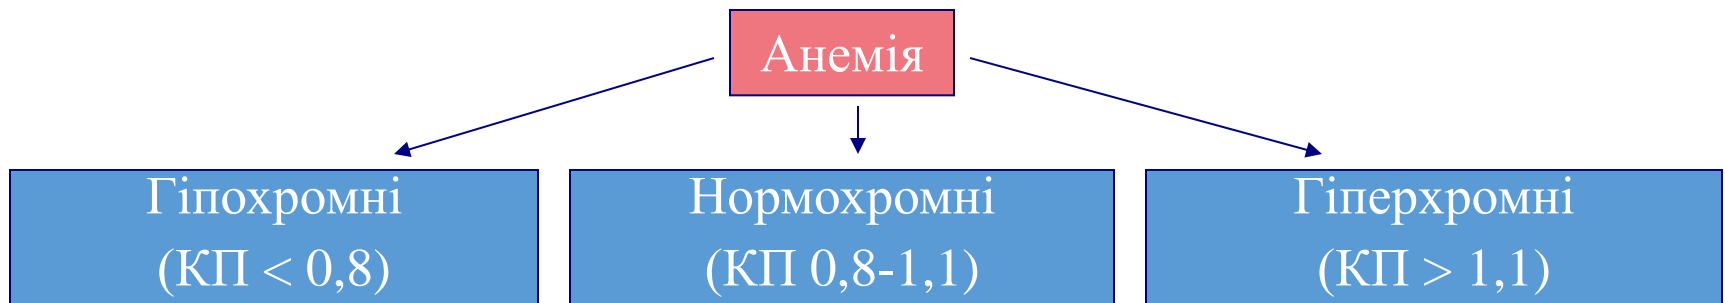 Анемія
Гіпохромні
(КП < 0,8)
Нормохромні
(КП 0,8-1,1)
Гіперхромні
(КП > 1,1)